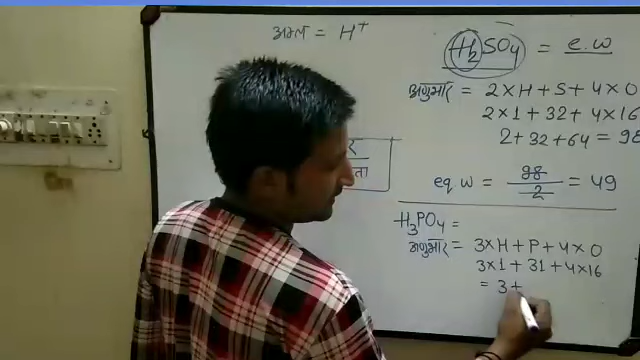 अम्ल = H⁺
H₂SO₄ = e.w
अणुभार = 2×H+S+4×O
2×1+32+4×16
2+32+64 = 98
eq w = 98/2 = 49
H₃PO₄ =
अणुभार = 3×H+P+4×O
3×1+31+4×16
= 3+